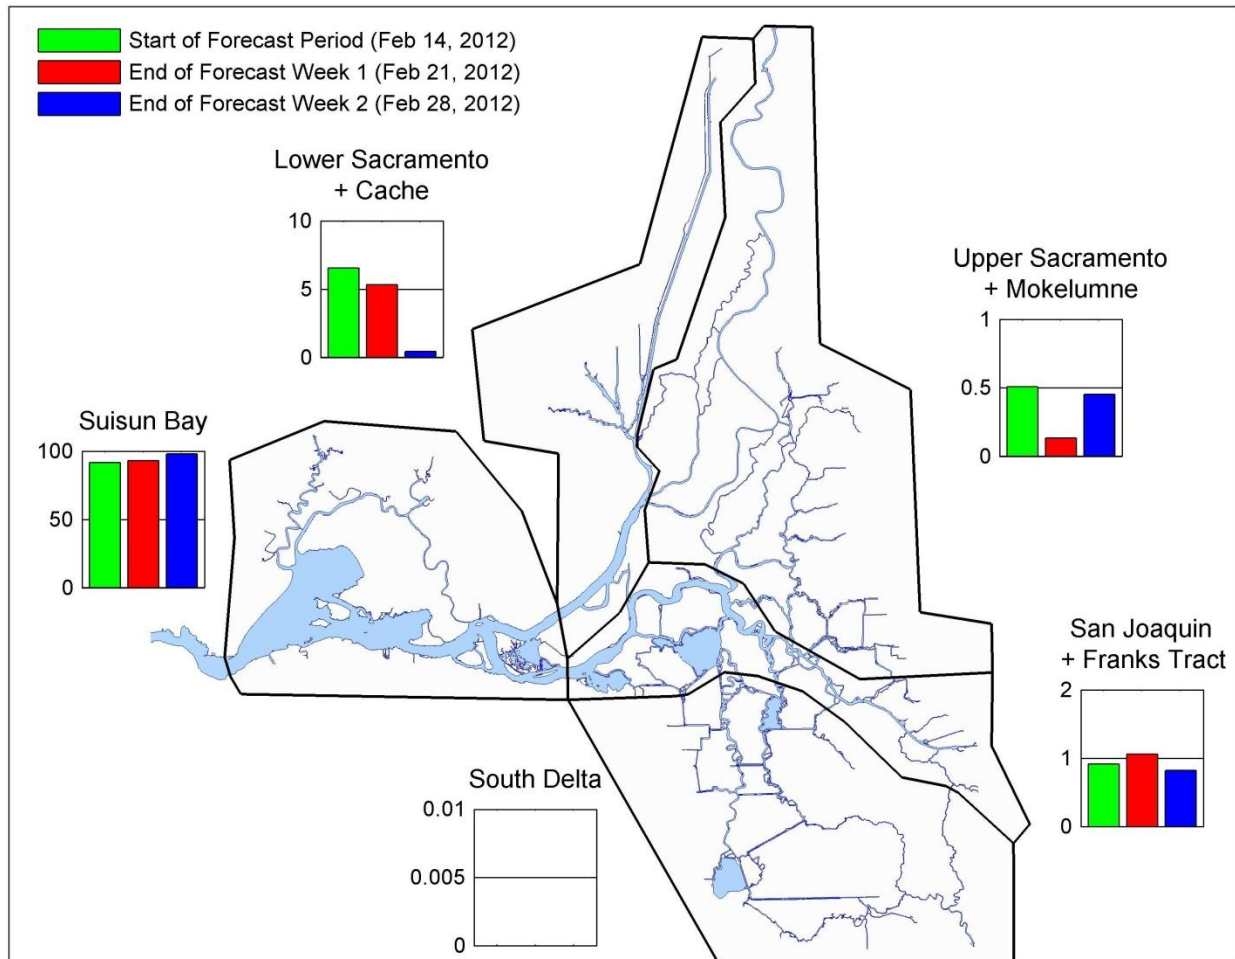 Start of Forecast Period (Feb 14, 2012)
End of Forecast Week 1 (Feb 21, 2012)
End of Forecast Week 2 (Feb 28, 2012)
Lower Sacramento
+ Cache
10
5
0
Upper Sacramento
+ Mokelumne
1
0.5
0
Suisun Bay
100
50
0
San Joaquin
+ Franks Tract
2
1
0
South Delta
0.01
0.005
0